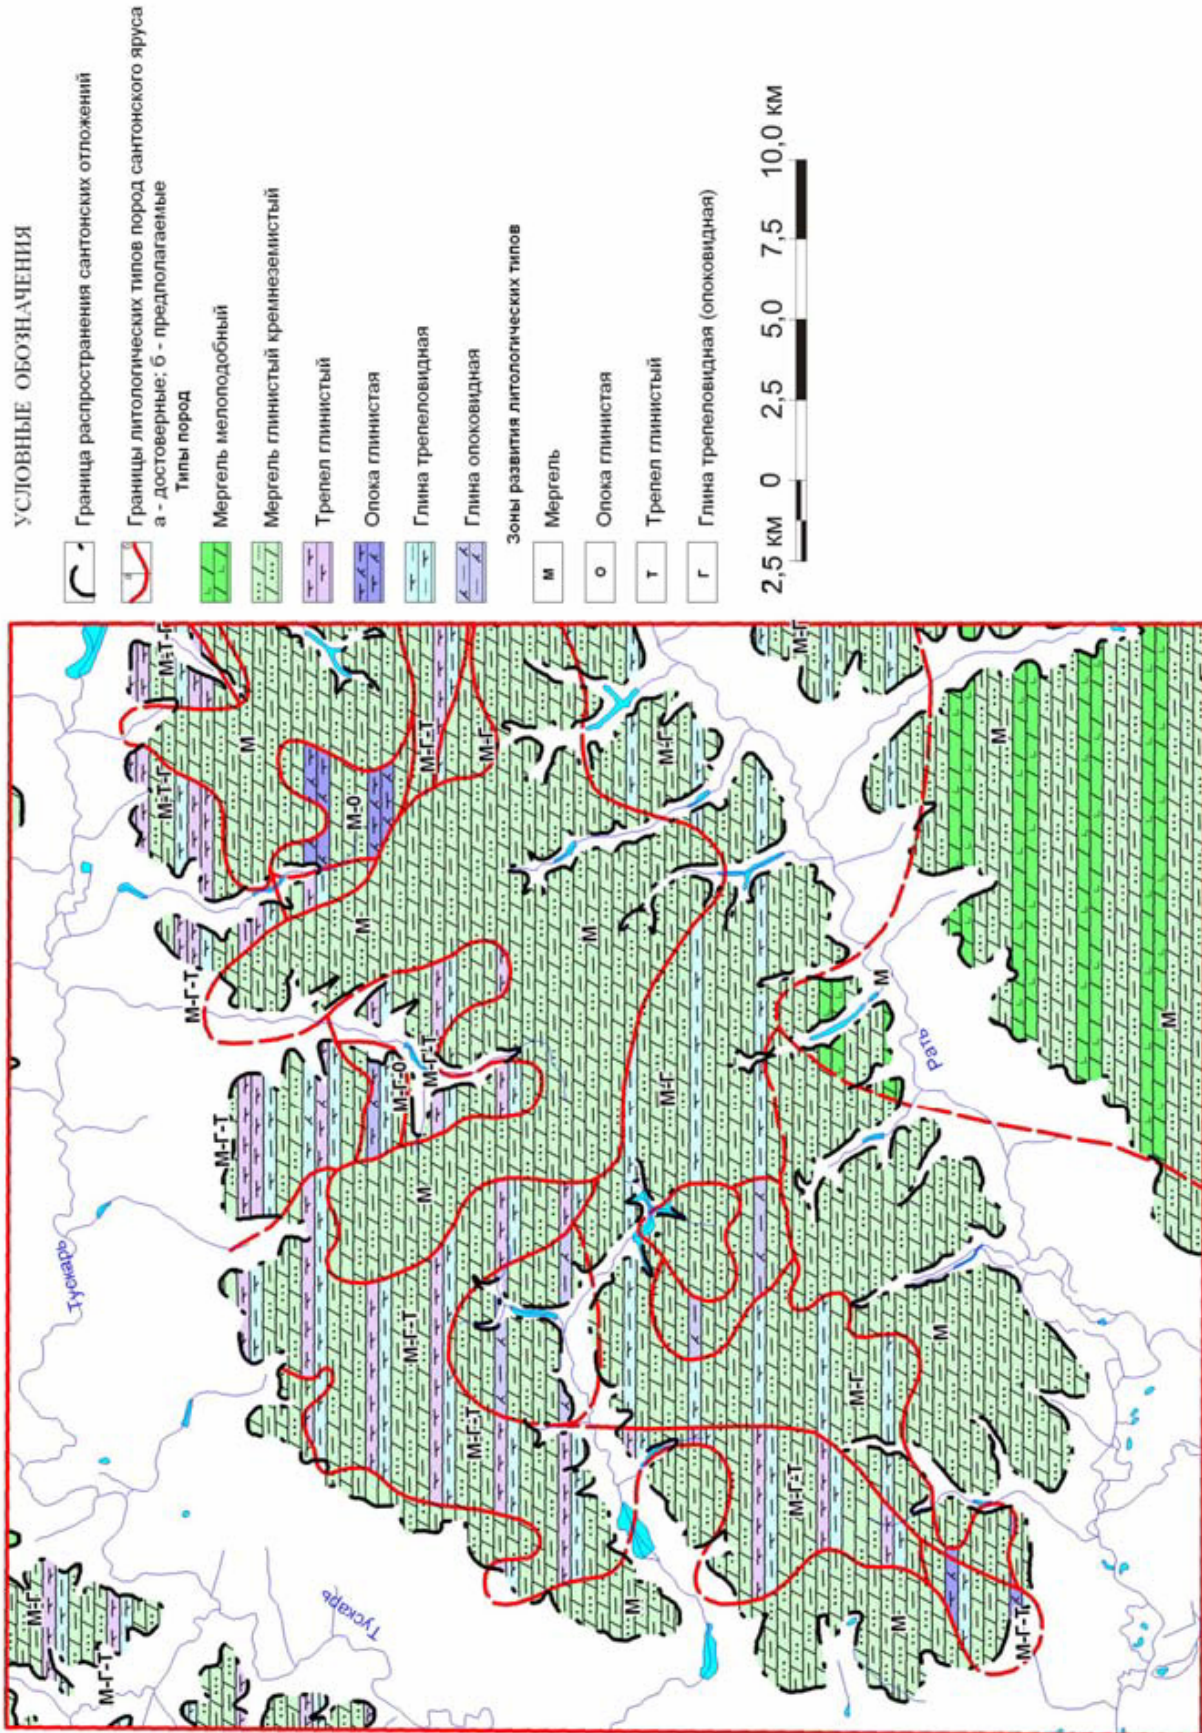 УСЛОВНЫЕ ОБОЗНАЧЕНИЯ
Граница распространения сантонских отложений
Границы литологических типов пород сантонского яруса
а - достоверные; б - предполагаемые
Типы пород
Мергель мелоподобный
Мергель глинистый кремнеземистый
Трепел глинистый
Опока глинистая
Глина трепеловидная
Глина опоковидная
Зоны развития литологических типов
М Мергель
О Опока глинистая
Т Трепел глинистый
Г Глина трепеловидная (опоковидная)
2,5 км 0 2,5 5,0 7,5 10,0 км
М-Г
М-Г-Т
Тускарь
Тускарь
М-Г-Т
М-Г-Т
М-Г-Т
М-Г-Т
М-Т-Г
М-Т-Г
М
М-О
М-Г-Т
М-Г
М
М-Г-О
М-Г-Т
М
М
М-Г
М-Г
М-Г
М
М
М
Рать
М-Г-Т
М
М-Г-Т
М-Г
М
М
М-Г-Т